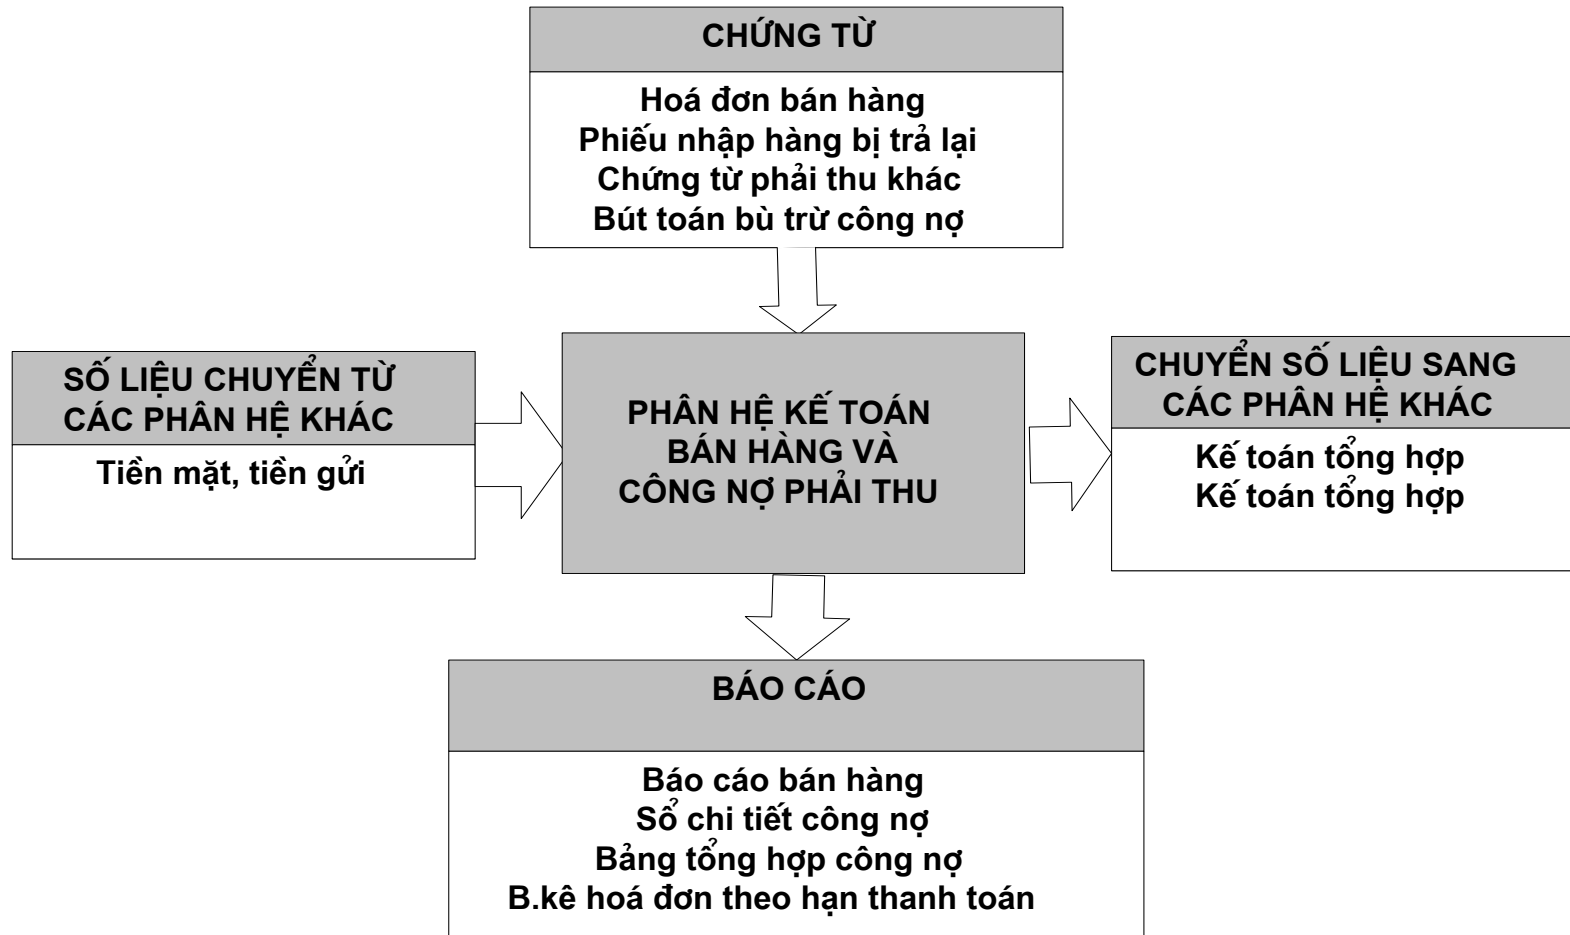 CHỨNG TỪ
Hoá đơn bán hàng
Phiếu nhập hàng bị trả lại
Chứng từ phải thu khác
Bút toán bù trừ công nợ
SỐ LIỆU CHUYỂN TỪ
CÁC PHÂN HỆ KHÁC
Tiền mặt, tiền gửi
PHÂN HỆ KẾ TOÁN
BÁN HÀNG VÀ
CÔNG NỢ PHẢI THU
CHUYỂN SỐ LIỆU SANG
CÁC PHÂN HỆ KHÁC
Kế toán tổng hợp
Kế toán tổng hợp
BÁO CÁO
Báo cáo bán hàng
Sổ chi tiết công nợ
Bảng tổng hợp công nợ
B.kê hoá đơn theo hạn thanh toán